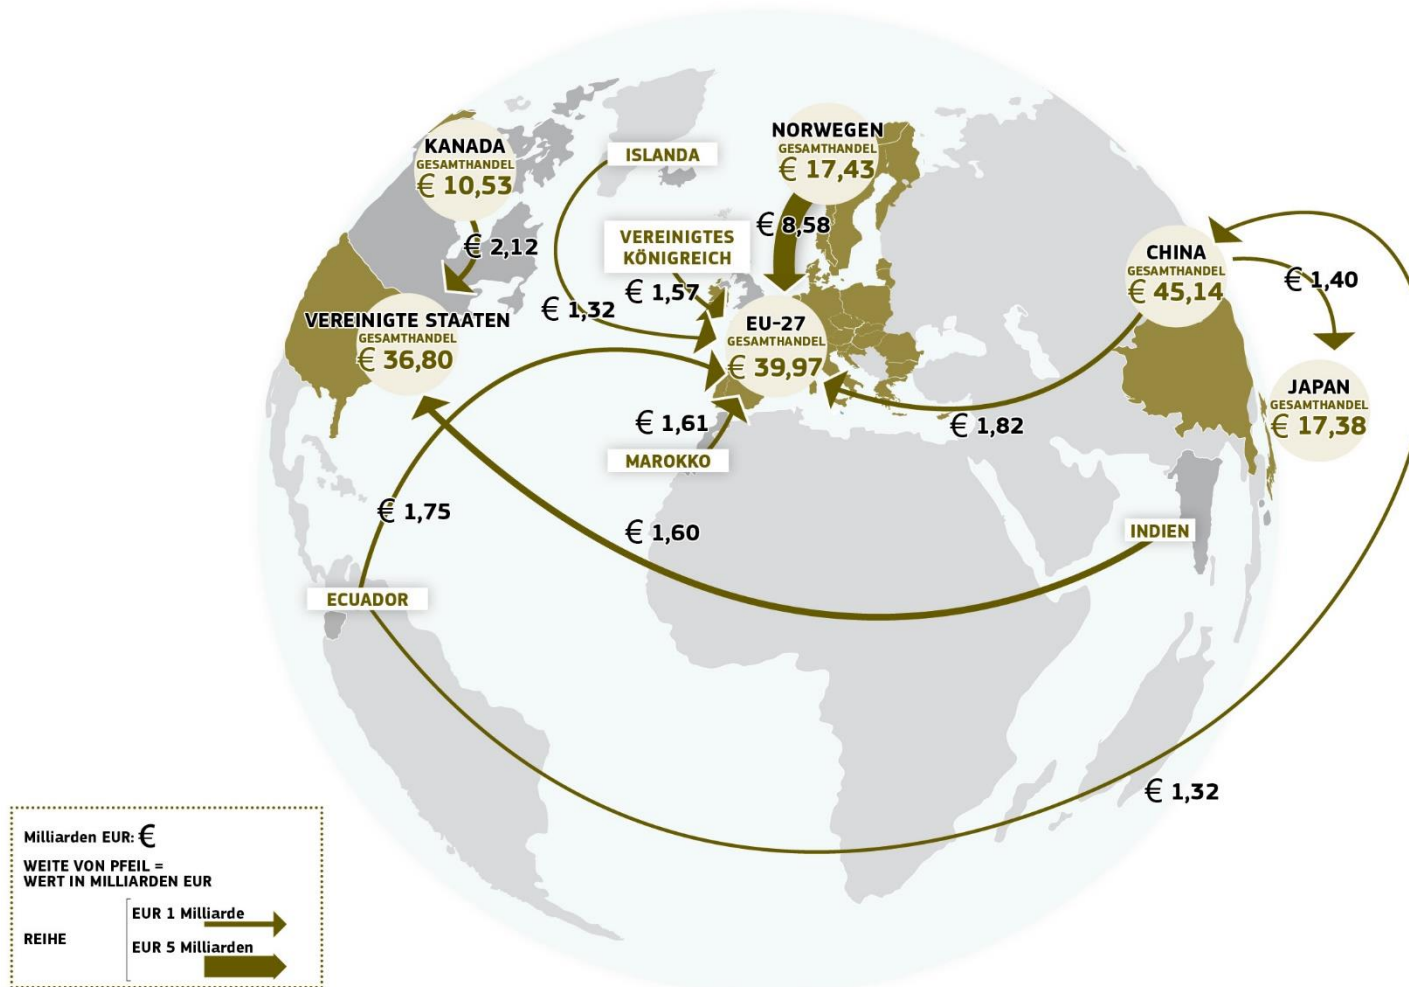 KANADA
GESAMTHANDEL
€ 10,53
€ 2,12
VEREINIGTE STAATEN
GESAMTHANDEL
€ 36,80
ISLANDA
€ 1,32
VEREINIGTES
KÖNIGREICH
€ 1,57
NORWEGEN
GESAMTHANDEL
€ 17,43
€ 8,58
EU-27
GESAMTHANDEL
€ 39,97
CHINA
GESAMTHANDEL
€ 45,14
€ 1,40
JAPAN
GESAMTHANDEL
€ 17,38
€ 1,82
€ 1,61
MAROKKO
€ 1,75
€ 1,60
INDIEN
ECUADOR
€ 1,32
Milliarden EUR: €
WEITE VON PFEIL =
WERT IN MILLIARDEN EUR
REIHE
EUR 1 Milliarde
EUR 5 Milliarden